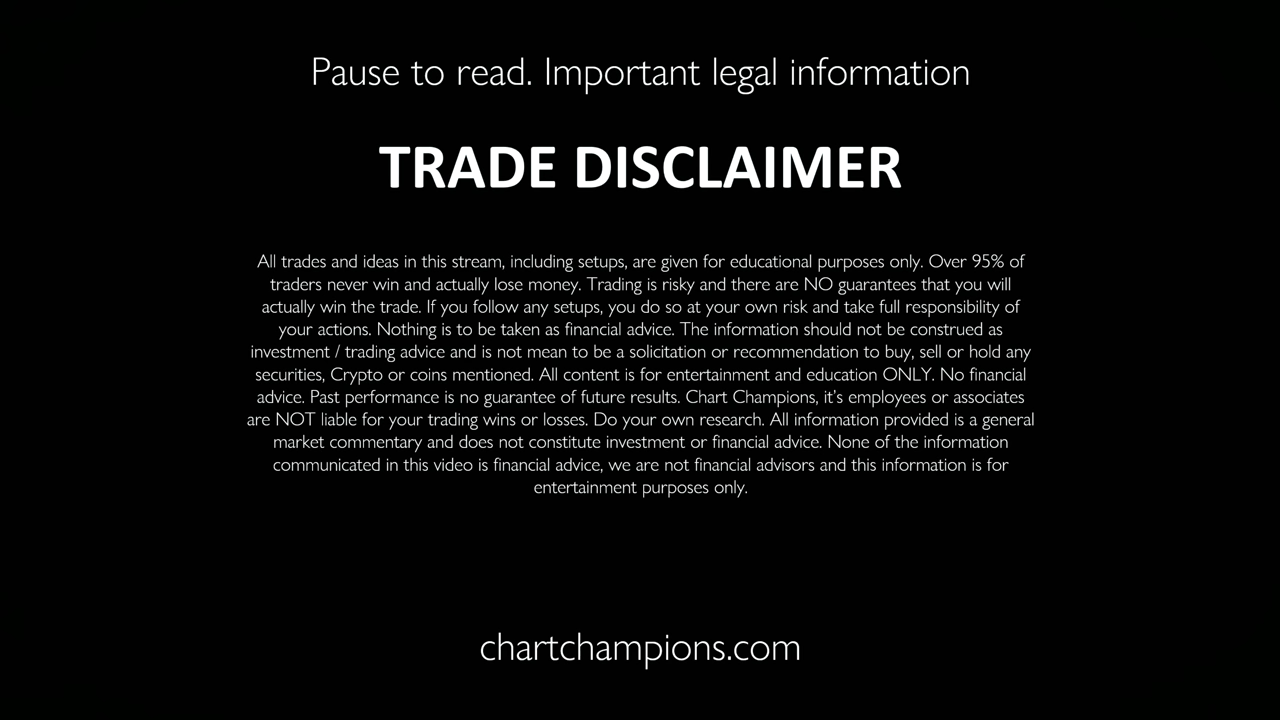 Pause to read. Important legal information
TRADE DISCLAIMER
All trades and ideas in this stream, including setups, are given for educational purposes only. Over 95% of
traders never win and actually lose money. Trading is risky and there are NO guarantees that you will
actually win the trade. If you follow any setups, you do so at your own risk and take full responsibility of
your actions. Nothing is to be taken as financial advice. The information should not be construed as
investment / trading advice and is not mean to be a solicitation or recommendation to buy, sell or hold any
securities, Crypto or coins mentioned. All content is for entertainment and education ONLY. No financial
advice. Past performance is no guarantee of future results. Chart Champions, it’s employees or associates
are NOT liable for your trading wins or losses. Do your own research. All information provided is a general
market commentary and does not constitute investment or financial advice. None of the information
communicated in this video is financial advice, we are not financial advisors and this information is for
entertainment purposes only.
chartchampions.com